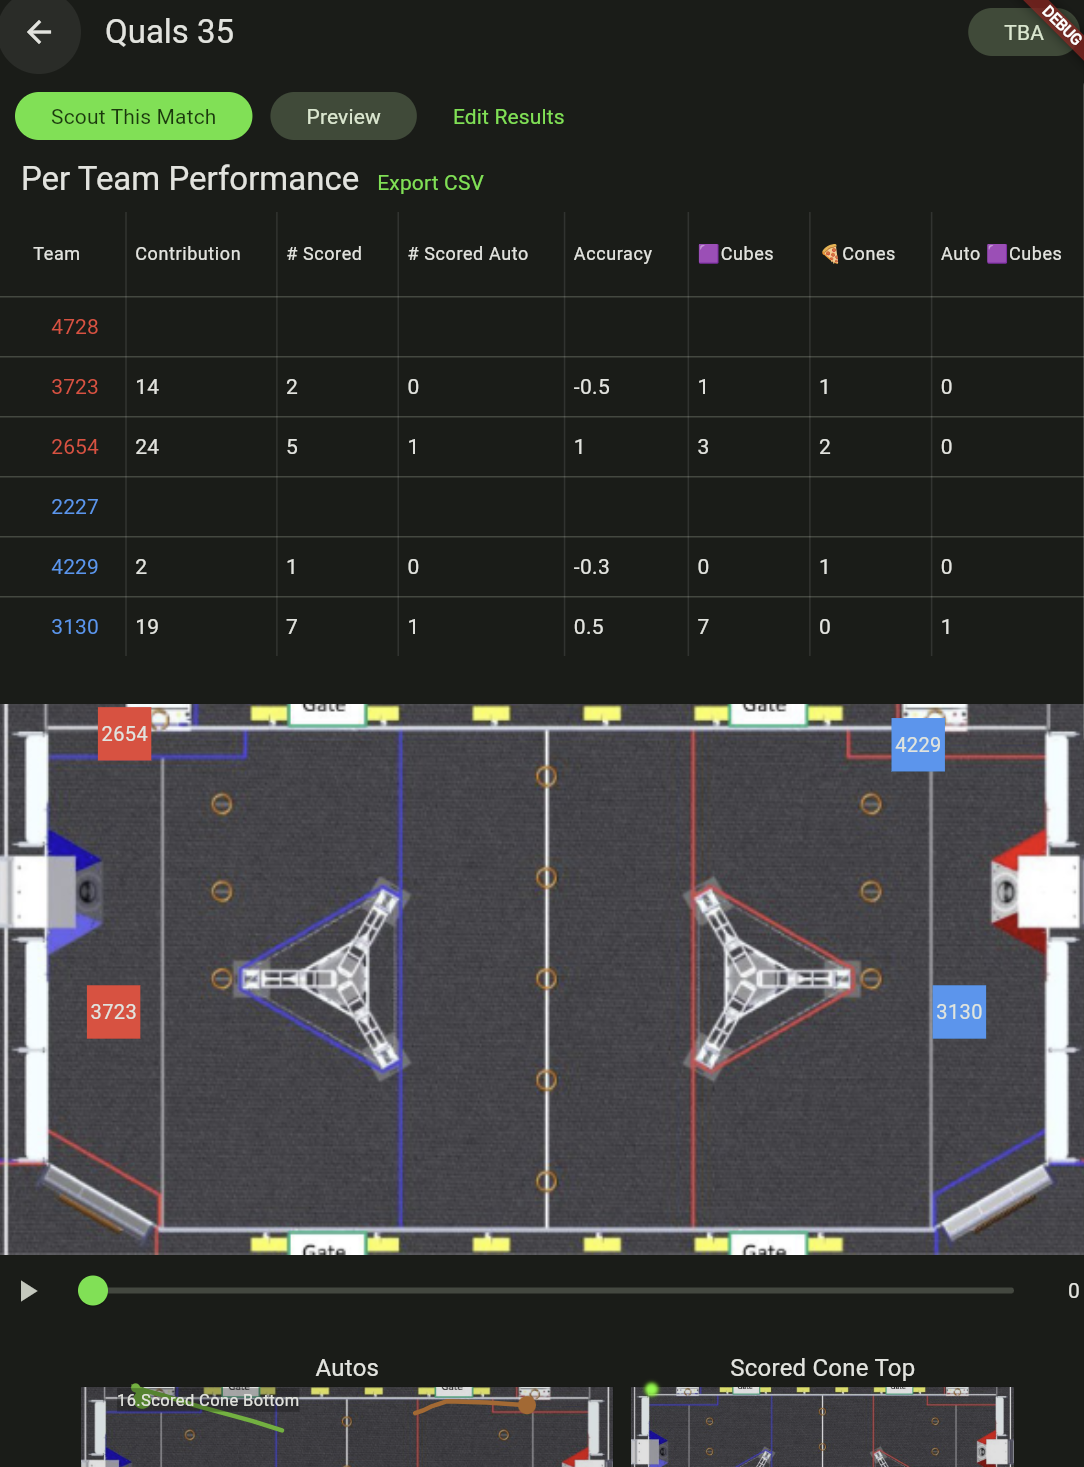 Quals 35
TBA
DEBUG
Scout This Match Preview Edit Results
Per Team Performance Export CSV
Team Contribution # Scored # Scored Auto Accuracy 🟪Cubes 🍕Cones Auto 🟪Cubes
4728
3723 14 2 0 -0.5 1 1 0
2654 24 5 1 1 3 2 0
2227
4229 2 1 0 -0.3 0 1 0
3130 19 7 1 0.5 7 0 1
Gate Gate
2654 4229
3723 3130
Gate Gate
0
Autos Scored Cone Top
Gate Gate Gate Gate
16.Scored Cone Bottom